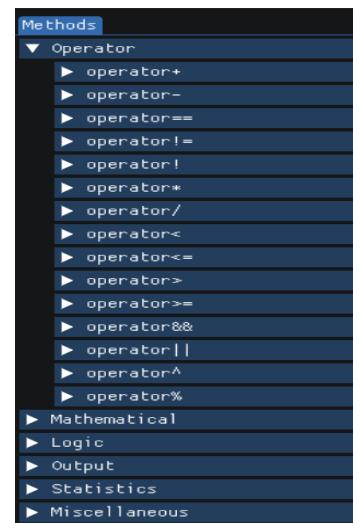 Methods
Operator
operator+
operator-
operator==
operator!=
operator!
operator*
operator/
operator<
operator<=
operator>
operator>=
operator&&
operator||
operator^
operator%
Mathematical
Logic
Output
Statistics
Miscellaneous